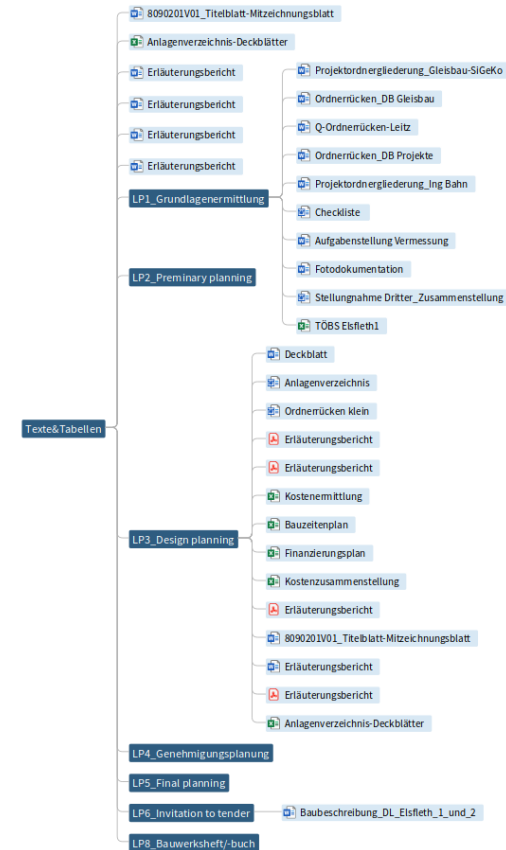 8090201V01_Titelblatt-Mitzeichnungsblatt
Anlagenverzeichnis-Deckblätter
Erläuterungsbericht
Erläuterungsbericht
Erläuterungsbericht
Erläuterungsbericht
LP1_Grundlagenermittlung
Projektordnergliederung_Gleisbau-SiGeKo
Ordnerrücken_DB Gleisbau
Q-Ordnerrücken-Leitz
Ordnerrücken_DB Projekte
Projektordnergliederung_Ing Bahn
Checkliste
Aufgabenstellung Vermessung
Fotodokumentation
Stellungnahme Dritter_Zusammenstellung
TÖBS Elsfleth1
LP2_Preminary planning
Texte&Tabellen
LP3_Design planning
Deckblatt
Anlagenverzeichnis
Ordnerrücken klein
Erläuterungsbericht
Erläuterungsbericht
Kostenermittlung
Bauzeitenplan
Finanzierungsplan
Kostenzusammenstellung
Erläuterungsbericht
8090201V01_Titelblatt-Mitzeichnungsblatt
Erläuterungsbericht
Erläuterungsbericht
Anlagenverzeichnis-Deckblätter
LP4_Genehmigungsplanung
LP5_Final planning
LP6_Invitation to tender
Baubeschreibung_DL_Elsfleth_1_und_2
LP8_Bauwerksheft/-buch